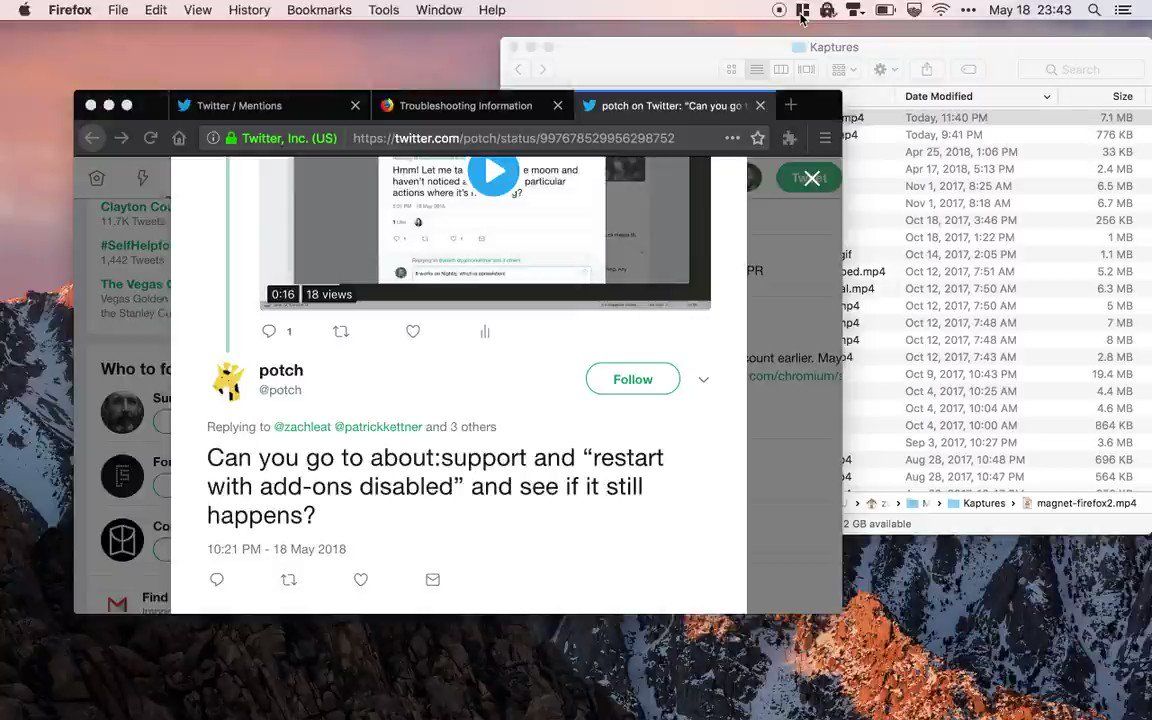 Firefox File Edit View History Bookmarks Tools Window Help
May 18 23:43
Kaptures
Search
Date Modified Size
Twitter / Mentions
Troubleshooting Information
potch on Twitter: "Can you go
Twitter, Inc. (US)
https://twitter.com/potch/status/997678529956298752
mp4 Today, 11:40 PM 7.1 MB
mp4 Today, 9:41 PM 776 KB
Apr 25, 2018, 1:06 PM 33 KB
Apr 17, 2018, 5:13 PM 2.4 MB
Nov 1, 2017, 8:25 AM 6.5 MB
Nov 1, 2017, 8:18 AM 6.7 MB
Oct 18, 2017, 3:46 PM 256 KB
Oct 18, 2017, 1:22 PM 1 MB
gif Oct 14, 2017, 2:05 PM 1.1 MB
ped.mp4 Oct 12, 2017, 7:51 AM 5.2 MB
al.mp4 Oct 12, 2017, 7:50 AM 6.3 MB
mp4 Oct 12, 2017, 7:50 AM 5 MB
mp4 Oct 12, 2017, 7:48 AM 7 MB
mp4 Oct 12, 2017, 7:48 AM 8 MB
p4 Oct 12, 2017, 7:43 AM 2.8 MB
Oct 9, 2017, 10:43 PM 19.4 MB
Oct 4, 2017, 10:25 AM 4.4 MB
Oct 4, 2017, 10:04 AM 4.6 MB
Oct 4, 2017, 10:00 AM 864 KB
Sep 3, 2017, 10:27 PM 3.6 MB
p4 Aug 28, 2017, 10:48 PM 696 KB
p4 Aug 28, 2017, 10:47 PM 564 KB
M Kaptures magnet-firefox2.mp4
2 GB available
Tweet
Clayton Cou
11.7K Tweets
#SelfHelpfo
1,442 Tweets
The Vegas G
Vegas Golden
the Stanley C
Who to fo
Su
Fo
Co
Find
PR
ount earlier. May
com/chromium/s
Hmm! Let me ta e moom and
haven't noticed a particular
actions where it's g?
0:16 18 views
1
potch
@potch
Follow
Replying to @zachleat @patrickkettner and 3 others
Can you go to about:support and “restart
with add-ons disabled” and see if it still
happens?
10:21 PM - 18 May 2018